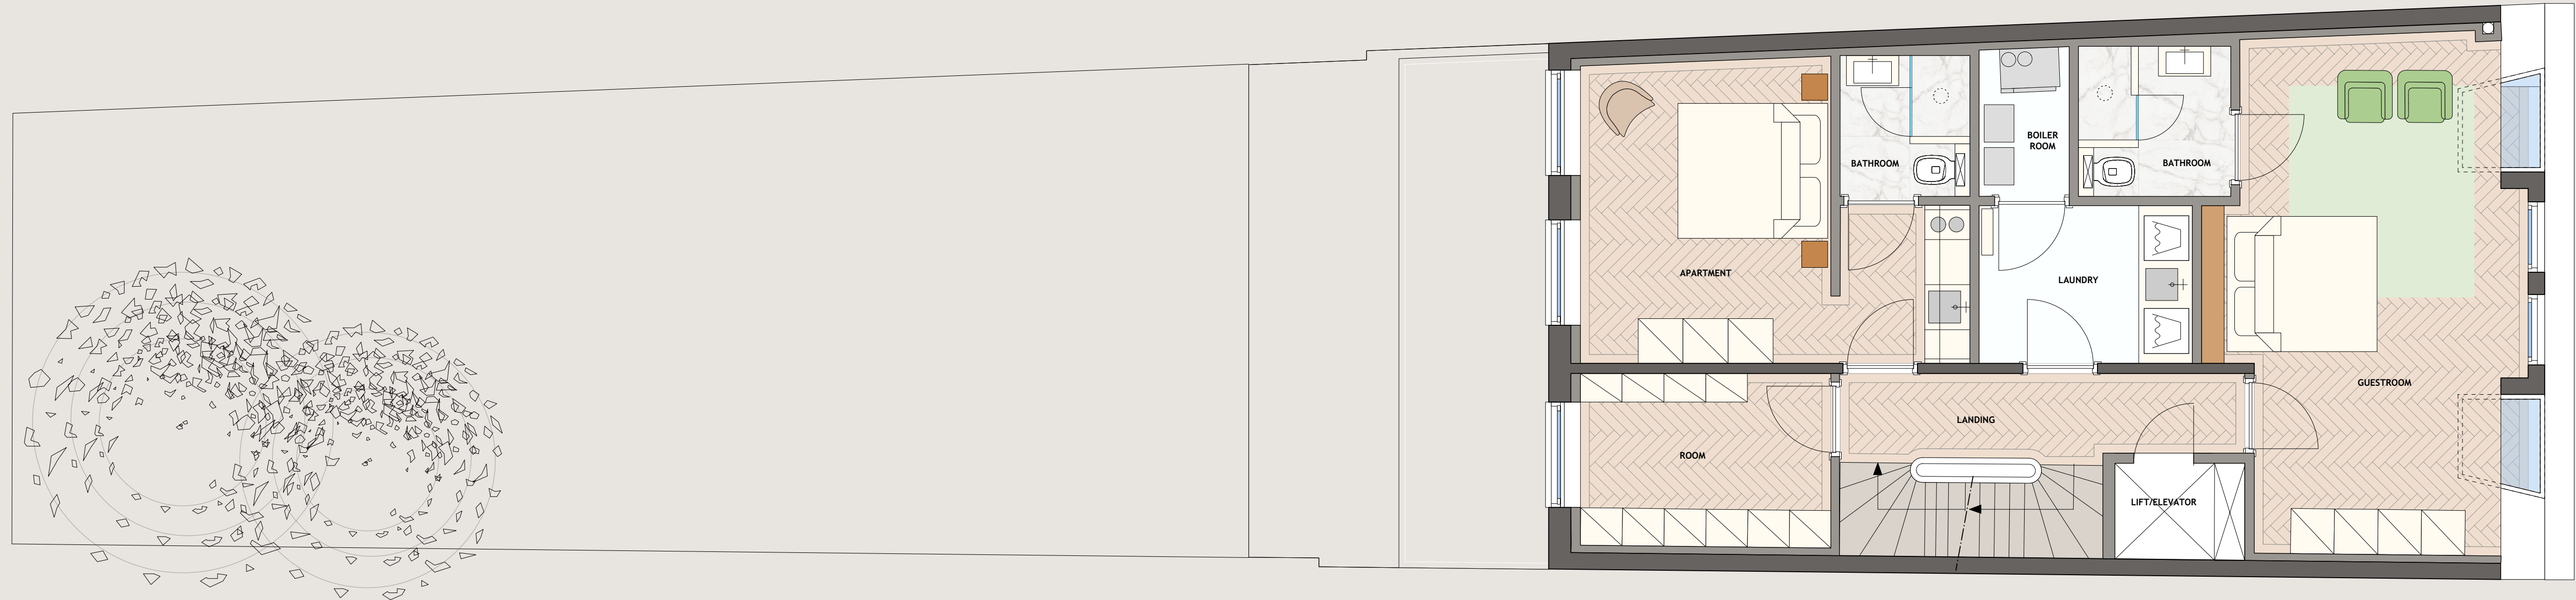 BATHROOM
BOILER
ROOM
BATHROOM
APARTMENT
LAUNDRY
GUESTROOM
LANDING
ROOM
LIFT/ELEVATOR